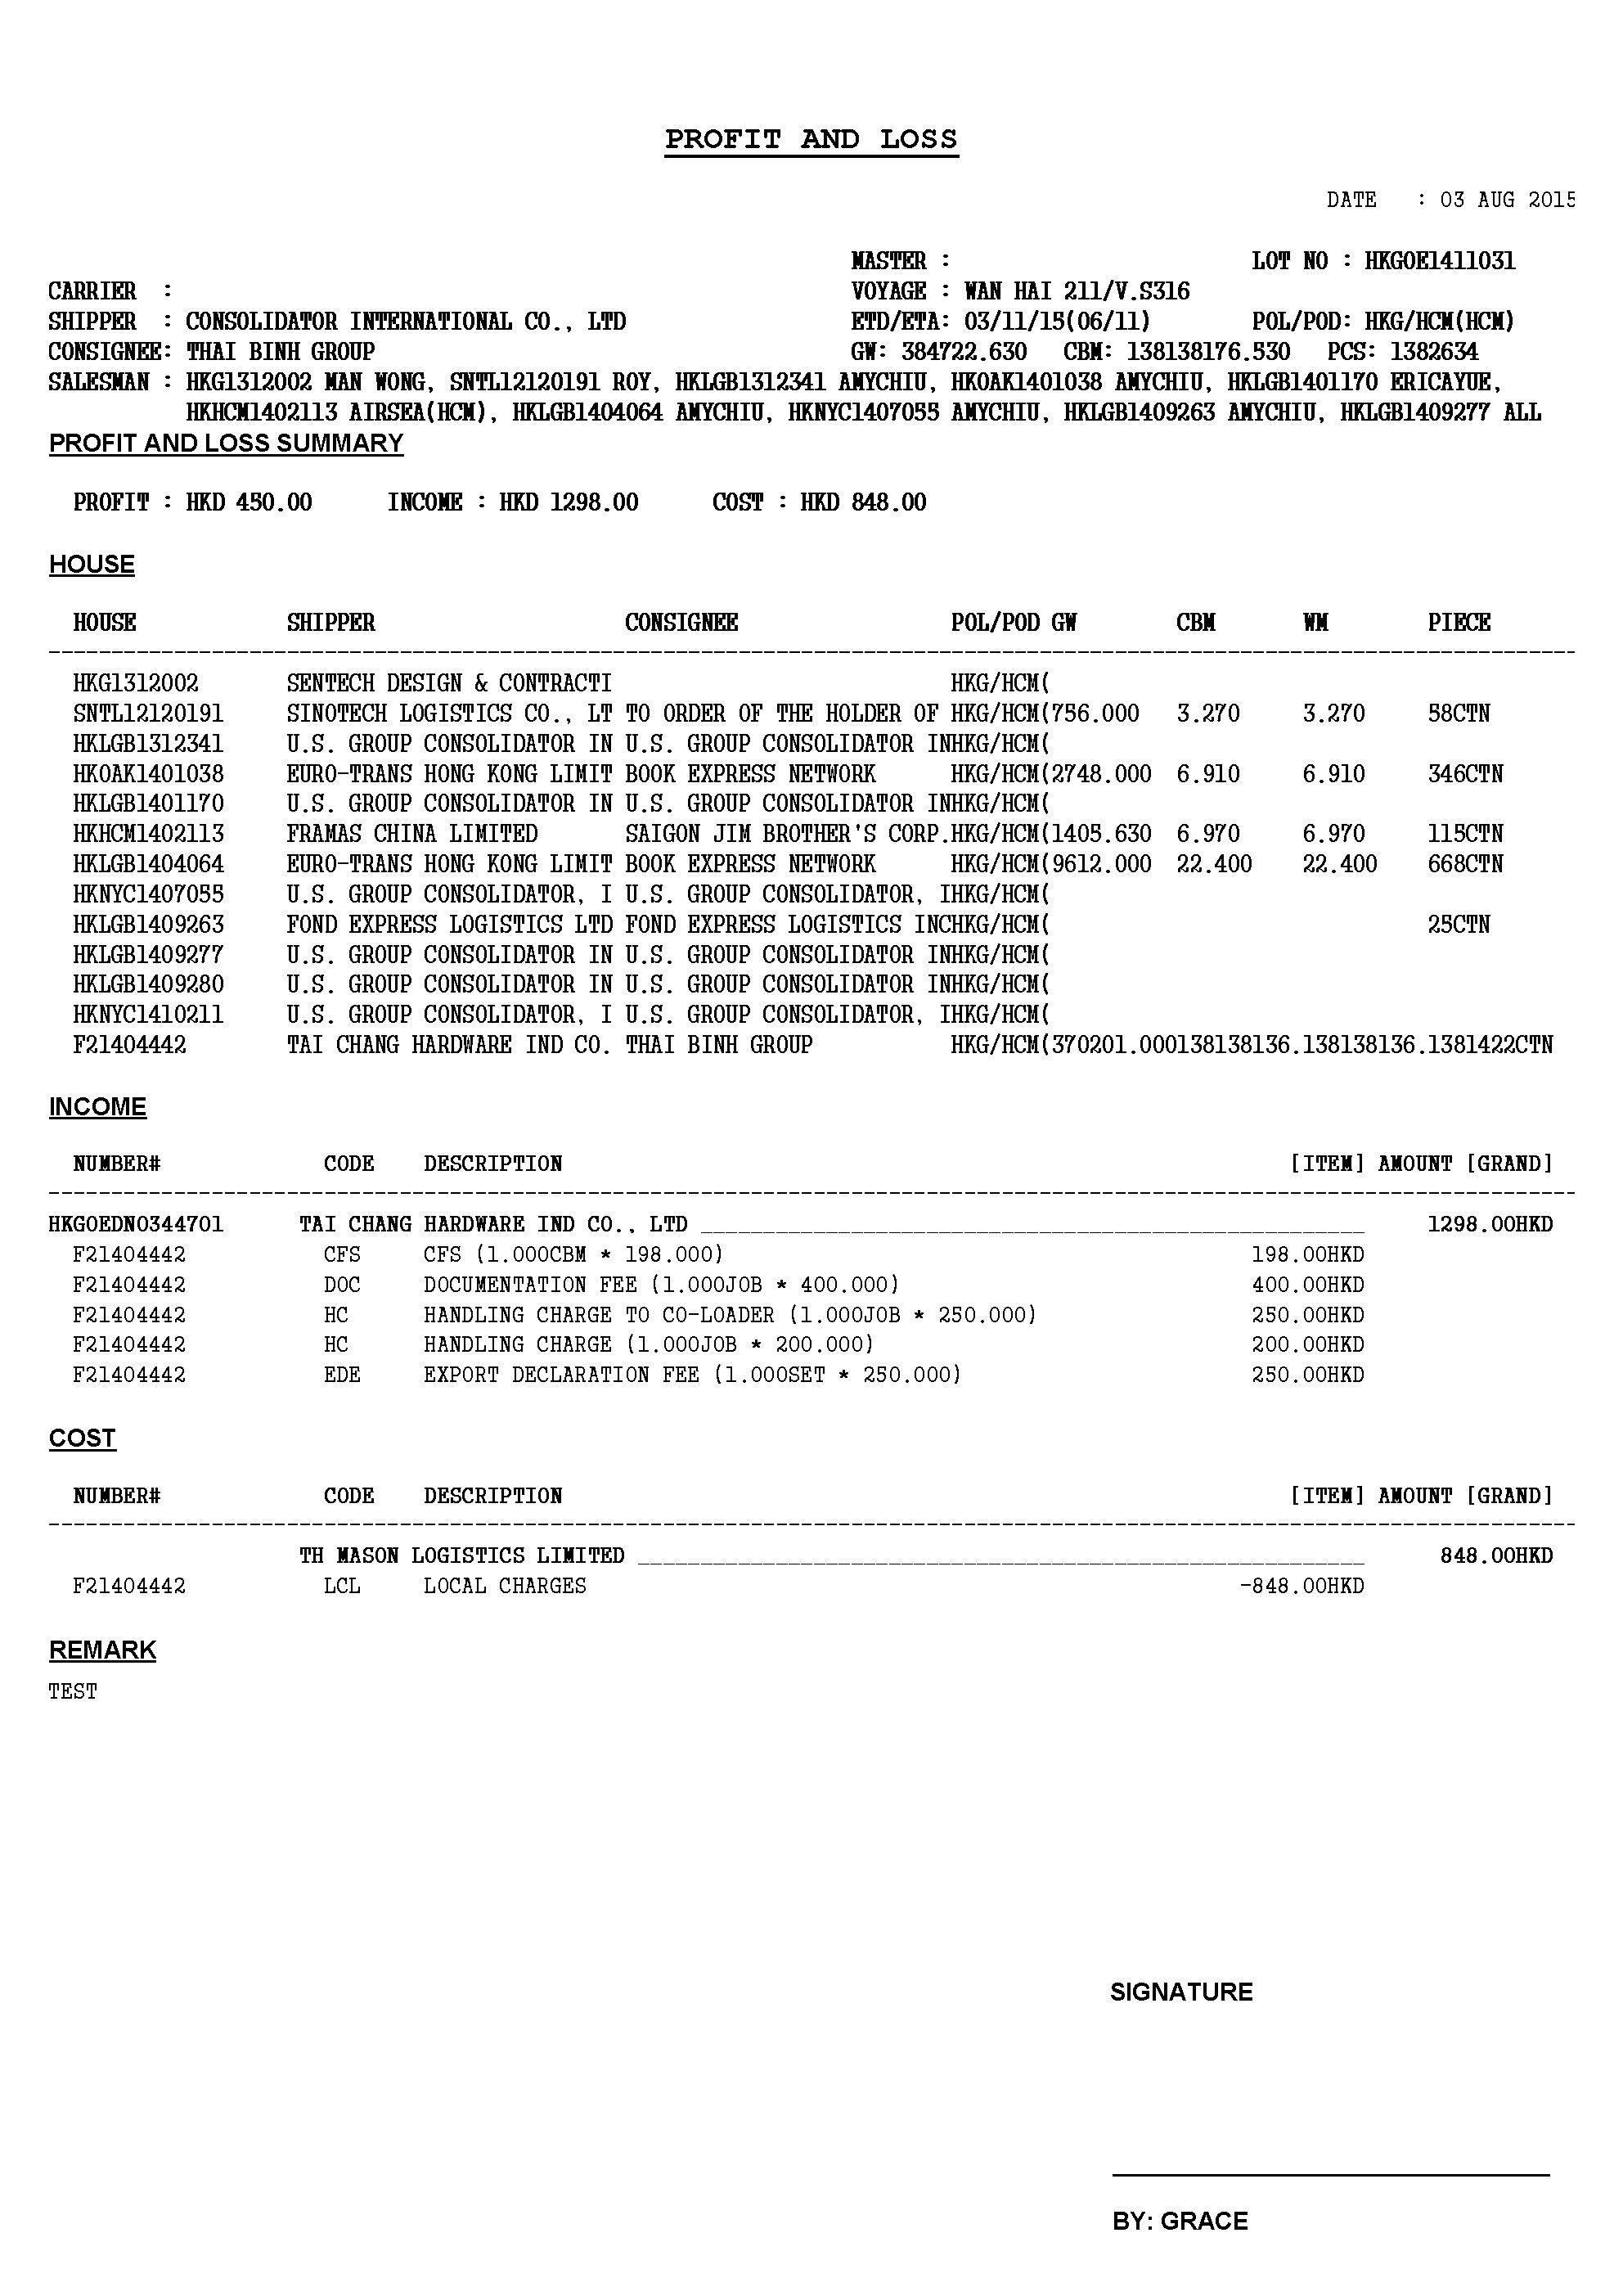 PROFIT AND LOSS
DATE : 03 AUG 2015
MASTER : LOT NO : HKGOE1411031
CARRIER : VOYAGE : WAN HAI 211/V.S316
SHIPPER : CONSOLIDATOR INTERNATIONAL CO., LTD ETD/ETA: 03/11/15(06/11) POL/POD: HKG/HCM(HCM)
CONSIGNEE: THAI BINH GROUP GW: 384722.630 CBM: 138138176.530 PCS: 1382634
SALESMAN : HKG1312002 MAN WONG, SNTL12120191 ROY, HKLGB1312341 AMYCHIU, HKOAK1401038 AMYCHIU, HKLGB1401170 ERICAYUE,
HKHCM1402113 AIRSEA(HCM), HKLGB1404064 AMYCHIU, HKNYC1407055 AMYCHIU, HKLGB1409263 AMYCHIU, HKLGB1409277 ALL
PROFIT AND LOSS SUMMARY
PROFIT : HKD 450.00 INCOME : HKD 1298.00 COST : HKD 848.00
HOUSE
HOUSE SHIPPER CONSIGNEE POL/POD GW CBM WM PIECE
HKG1312002 SENTECH DESIGN & CONTRACTI HKG/HCM(
SNTL12120191 SINOTECH LOGISTICS CO., LT TO ORDER OF THE HOLDER OF HKG/HCM(756.000 3.270 3.270 58CTN
HKLGB1312341 U.S. GROUP CONSOLIDATOR IN U.S. GROUP CONSOLIDATOR INHKG/HCM(
HKOAK1401038 EURO-TRANS HONG KONG LIMIT BOOK EXPRESS NETWORK HKG/HCM(2748.000 6.910 6.910 346CTN
HKLGB1401170 U.S. GROUP CONSOLIDATOR IN U.S. GROUP CONSOLIDATOR INHKG/HCM(
HKHCM1402113 FRAMAS CHINA LIMITED SAIGON JIM BROTHER'S CORP.HKG/HCM(1405.630 6.970 6.970 115CTN
HKLGB1404064 EURO-TRANS HONG KONG LIMIT BOOK EXPRESS NETWORK HKG/HCM(9612.000 22.400 22.400 668CTN
HKNYC1407055 U.S. GROUP CONSOLIDATOR, I U.S. GROUP CONSOLIDATOR, IHKG/HCM(
HKLGB1409263 FOND EXPRESS LOGISTICS LTD FOND EXPRESS LOGISTICS INCHKG/HCM( 25CTN
HKLGB1409277 U.S. GROUP CONSOLIDATOR IN U.S. GROUP CONSOLIDATOR INHKG/HCM(
HKLGB1409280 U.S. GROUP CONSOLIDATOR IN U.S. GROUP CONSOLIDATOR INHKG/HCM(
HKNYC1410211 U.S. GROUP CONSOLIDATOR, I U.S. GROUP CONSOLIDATOR, IHKG/HCM(
F21404442 TAI CHANG HARDWARE IND CO. THAI BINH GROUP HKG/HCM(370201.000138138136.138138136.1381422CTN
INCOME
NUMBER# CODE DESCRIPTION [ITEM] AMOUNT [GRAND]
HKGOEDN0344701 TAI CHANG HARDWARE IND CO., LTD 1298.00HKD
F21404442 CFS CFS (1.000CBM * 198.000) 198.00HKD
F21404442 DOC DOCUMENTATION FEE (1.000JOB * 400.000) 400.00HKD
F21404442 HC HANDLING CHARGE TO CO-LOADER (1.000JOB * 250.000) 250.00HKD
F21404442 HC HANDLING CHARGE (1.000JOB * 200.000) 200.00HKD
F21404442 EDE EXPORT DECLARATION FEE (1.000SET * 250.000) 250.00HKD
COST
NUMBER# CODE DESCRIPTION [ITEM] AMOUNT [GRAND]
TH MASON LOGISTICS LIMITED 848.00HKD
F21404442 LCL LOCAL CHARGES -848.00HKD
REMARK
TEST
SIGNATURE
BY: GRACE